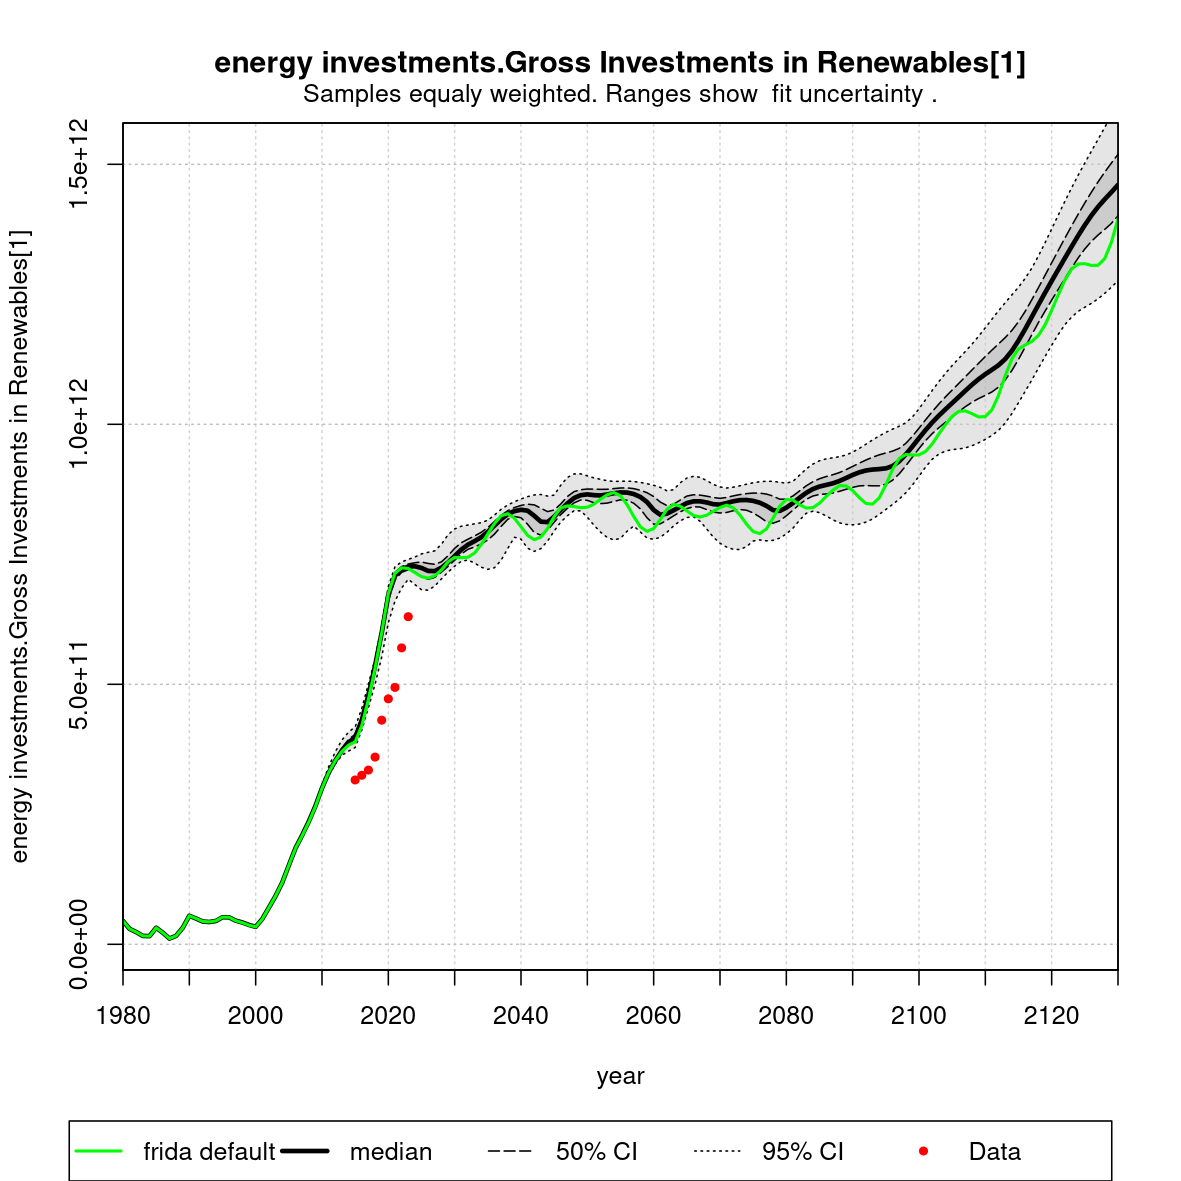 energy investments.Gross Investments in Renewables[1]
Samples equaly weighted. Ranges show  fit uncertainty .
energy investments.Gross Investments in Renewables[1]
1.5e+12
1.0e+12
5.0e+11
0.0e+00
1980 2000 2020 2040 2060 2080 2100 2120
year
frida default median 50% CI 95% CI Data